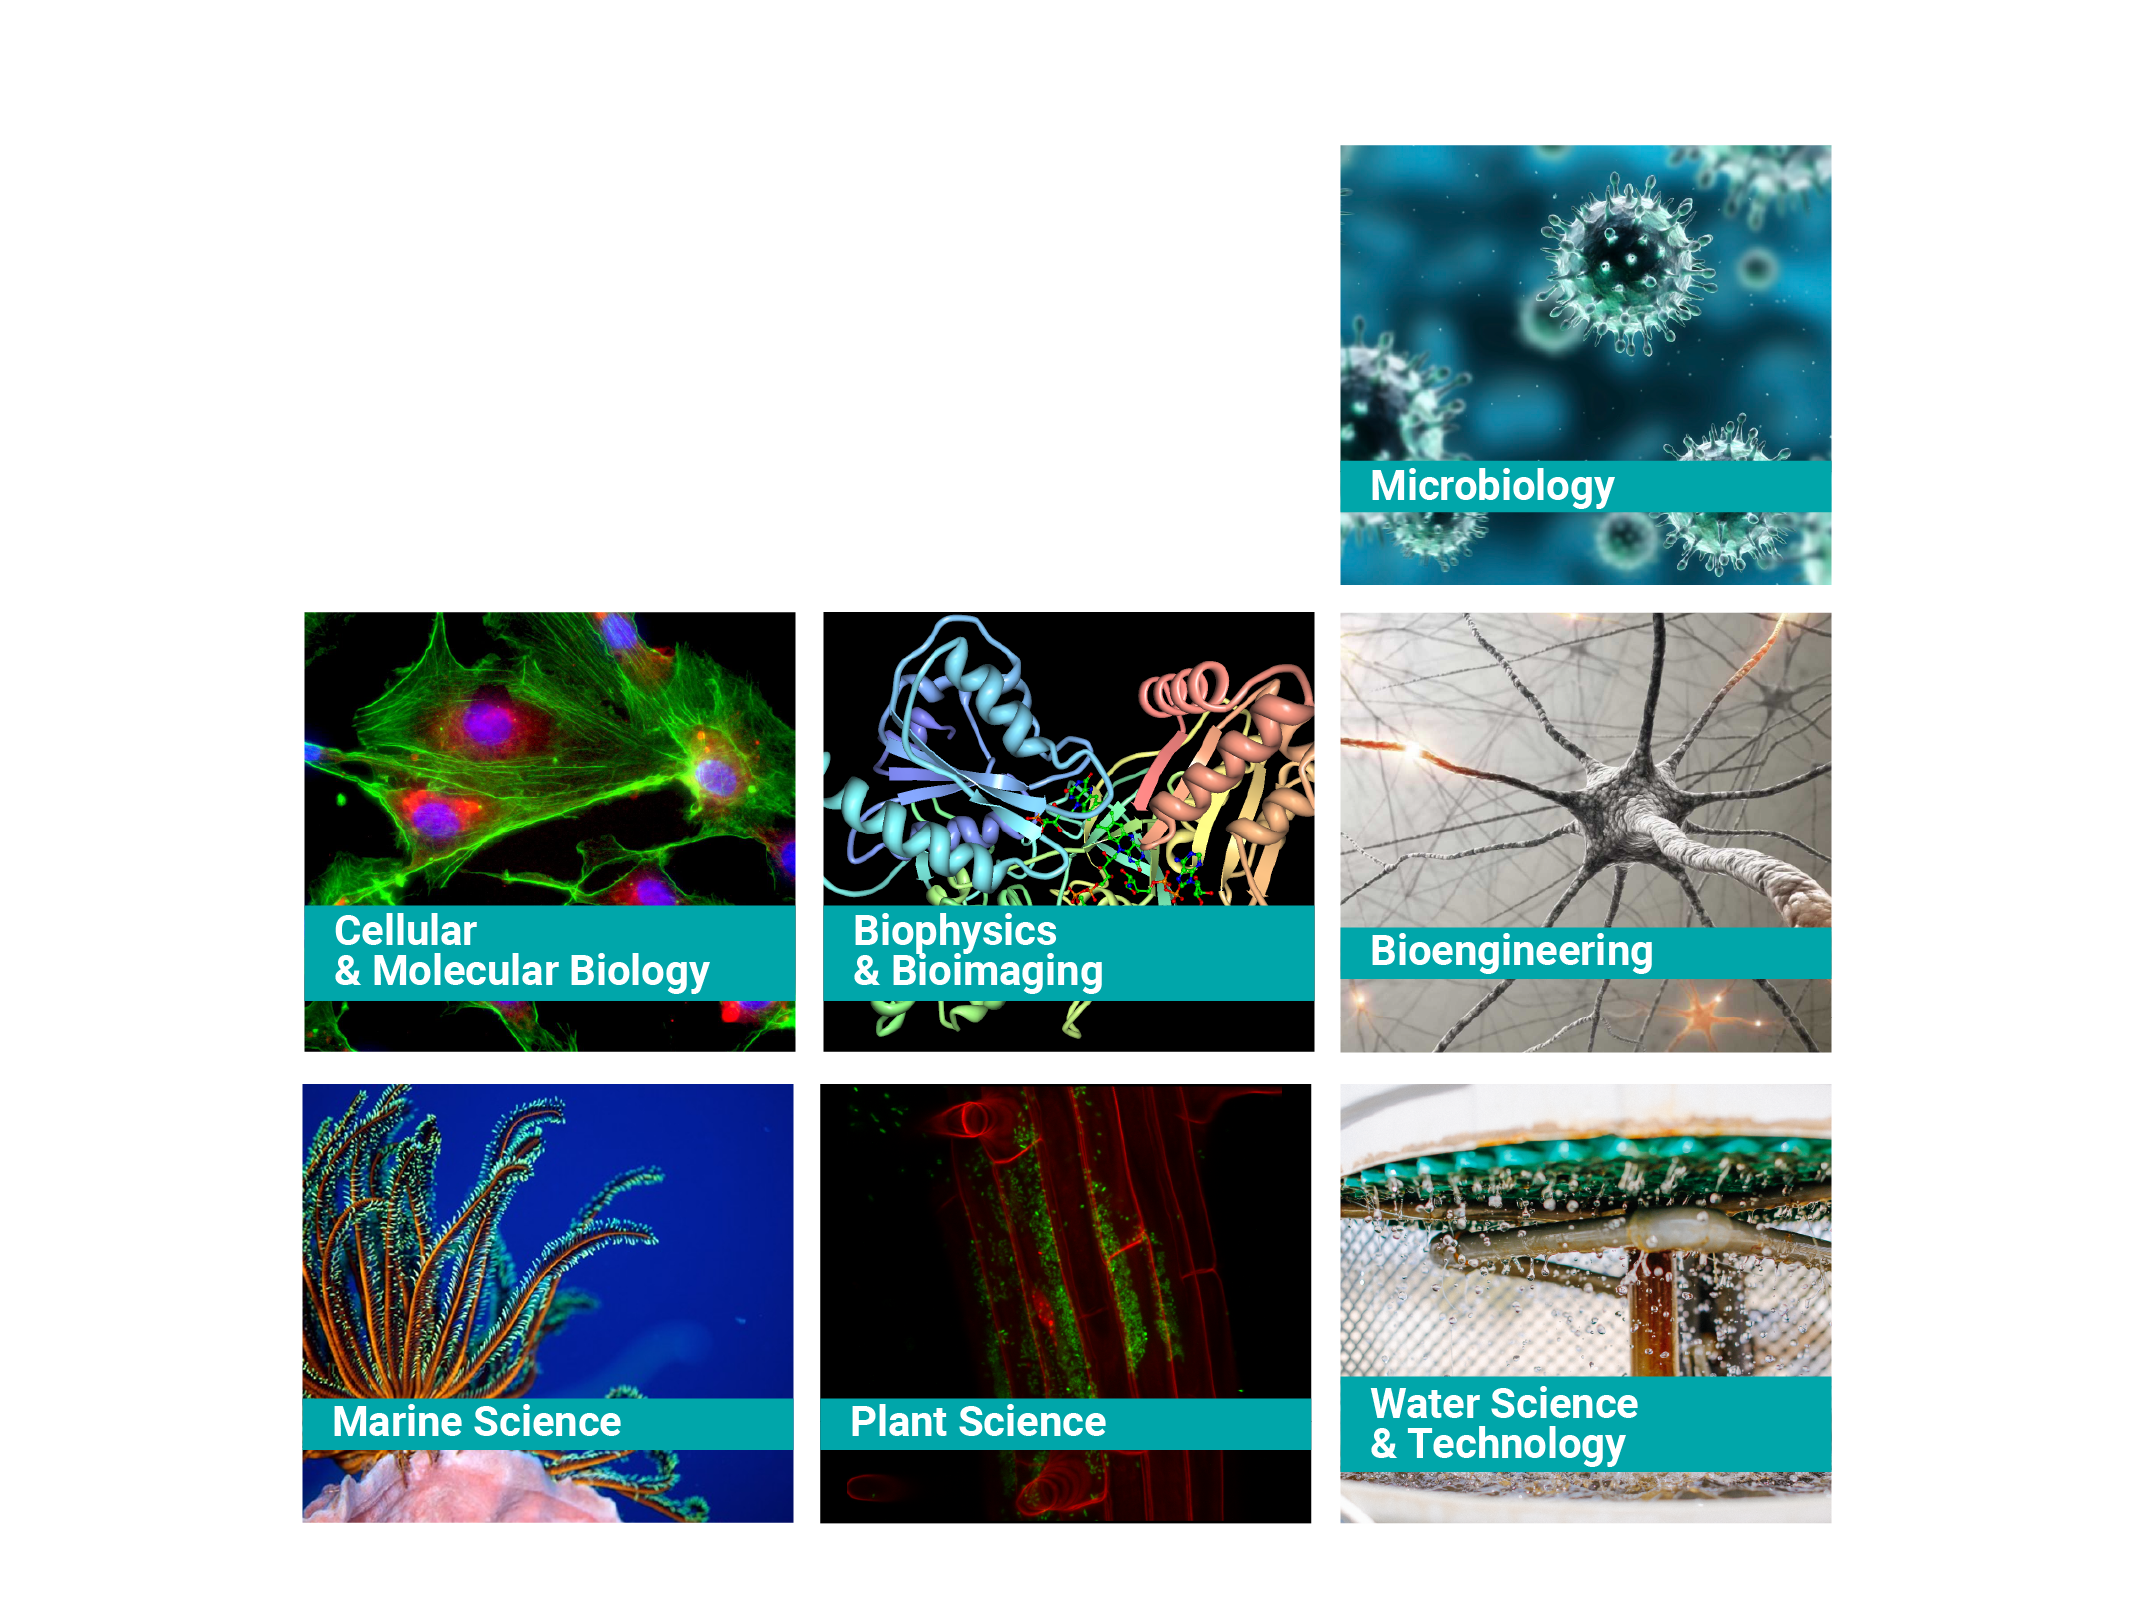 Microbiology
Cellular
& Molecular Biology
Biophysics
& Bioimaging
Bioengineering
Marine Science
Plant Science
Water Science
& Technology